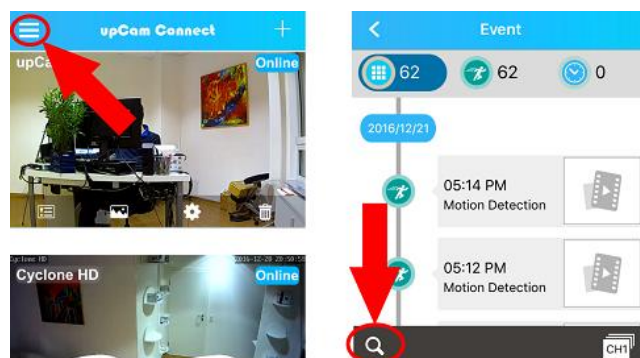 upCam Connect
upCa
Online
Cyclone HD
Online
Event
62
62
0
2016/12/21
05:14 PM
Motion Detection
05:12 PM
Motion Detection
CH1